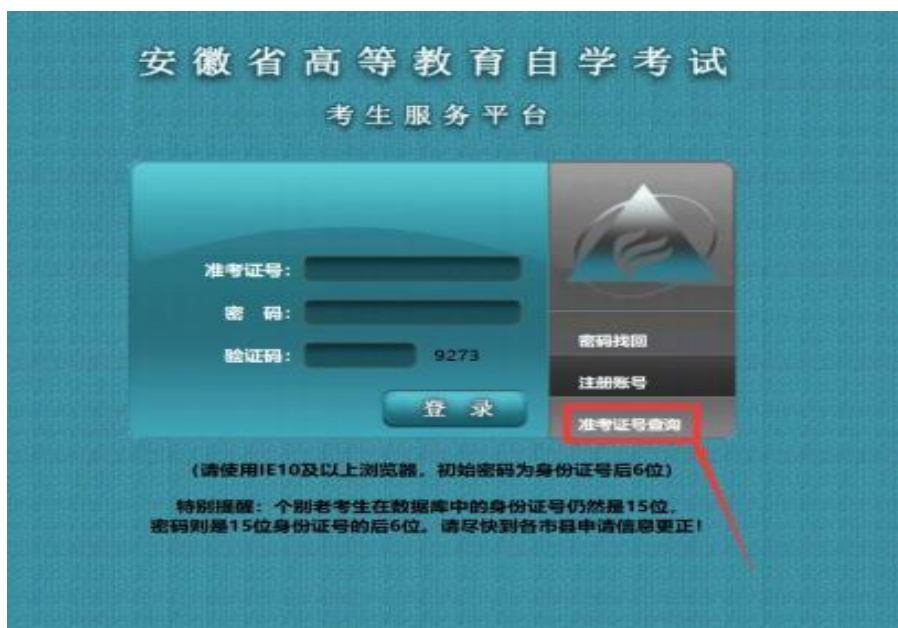 安徽省高等教育自学考试
考生服务平台
准考证号：
密 码：
验证码： 9273
登 录
密码找回
注册账号
准考证号查询
（请使用IE10及以上浏览器，初始密码为身份证号后6位）
特别提醒：个别老考生在数据库中的身份证号仍然是15位，
密码则是15位身份证号的后6位。请尽快到各市县申请信息更正！